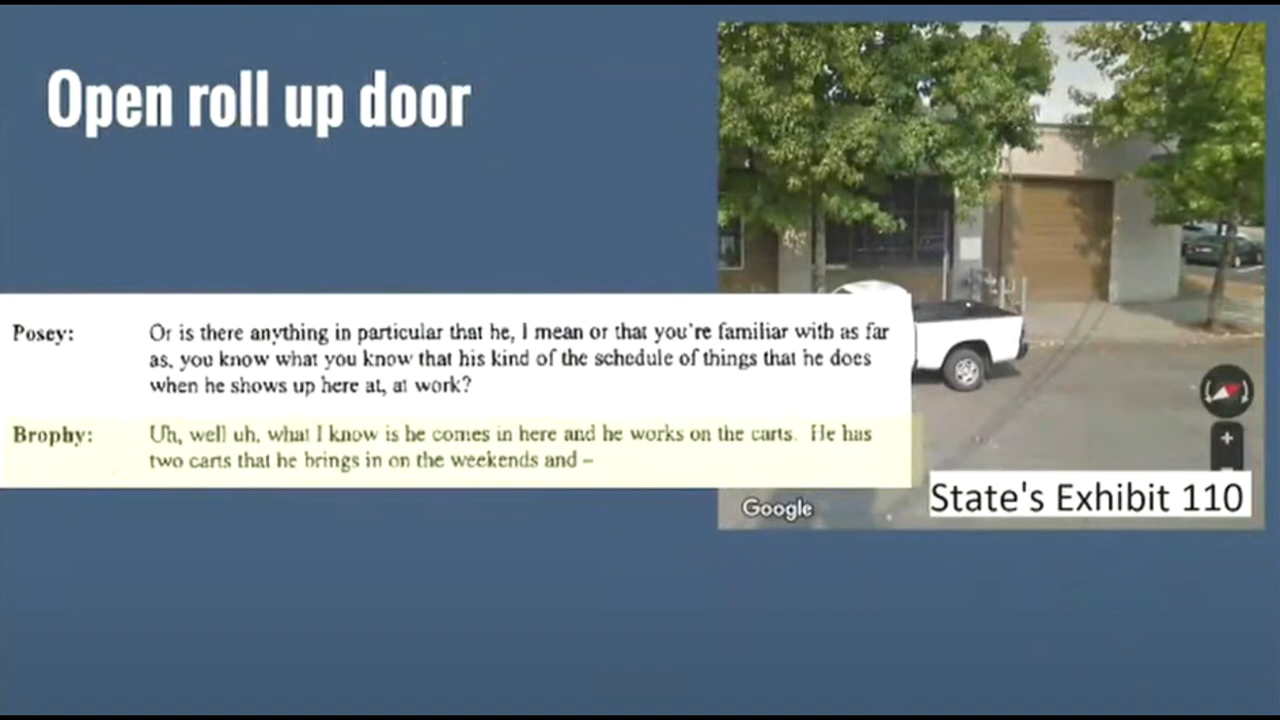 Open roll up door
Posey: Or is there anything in particular that he, I mean or that you're familiar with as far
as, you know what you know that his kind of the schedule of things that he does
when he shows up here at, at work?
Brophy: Uh, well uh, what I know is he comes in here and he works on the carts. He has
two carts that he brings in on the weekends and –
Google
State's Exhibit 110